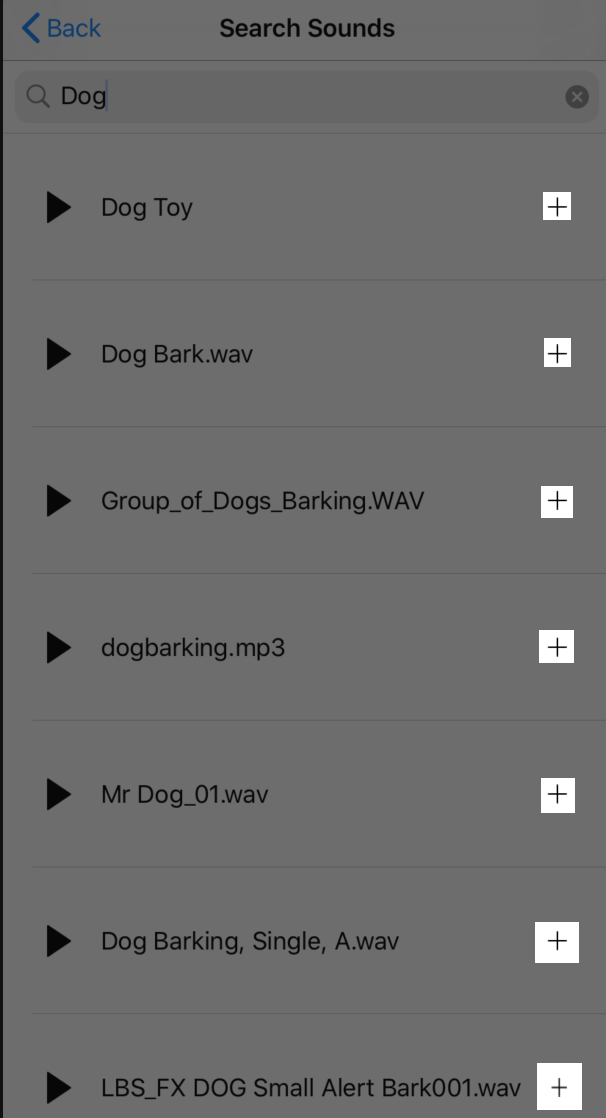 Back
Search Sounds
Dog
Dog Toy
Dog Bark.wav
Group_of_Dogs_Barking.WAV
dogbarking.mp3
Mr Dog_01.wav
Dog Barking, Single, A.wav
LBS_FX DOG Small Alert Bark001.wav